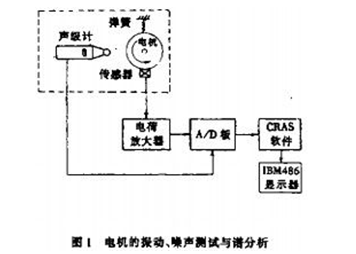 弹簧
声级计
电机
传感器
电荷
放大器
A/D 板
CRAS
软件
IBM486
显示器
图 1 电机的振动、噪声测试与谱分析